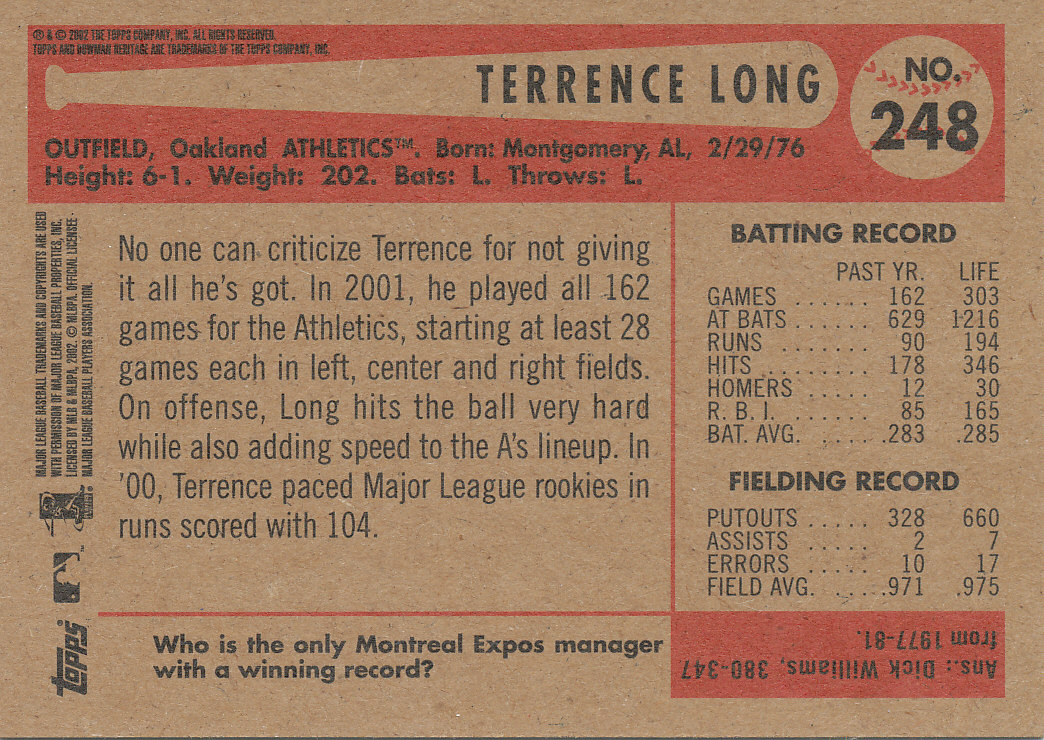 ® & © 2002 THE TOPPS COMPANY, INC. ALL RIGHTS RESERVED.
TOPPS AND BOWMAN HERITAGE ARE TRADEMARKS OF THE TOPPS COMPANY, INC.
TERRENCE LONG
NO.
248
OUTFIELD, Oakland ATHLETICS™. Born: Montgomery, AL, 2/29/76
Height: 6-1. Weight: 202. Bats: L. Throws: L.
MAJOR LEAGUE BASEBALL TRADEMARKS AND COPYRIGHTS ARE USED
WITH PERMISSION OF MAJOR LEAGUE BASEBALL PROPERTIES, INC.
LICENSED BY MLB & MLBPA, 2002. © MLBPA. OFFICIAL LICENSEE -
MAJOR LEAGUE BASEBALL PLAYERS ASSOCIATION.
No one can criticize Terrence for not giving
it all he's got. In 2001, he played all 162
games for the Athletics, starting at least 28
games each in left, center and right fields.
On offense, Long hits the ball very hard
while also adding speed to the A's lineup. In
'00, Terrence paced Major League rookies in
runs scored with 104.
BATTING RECORD
PAST YR. LIFE
GAMES ...... 162 303
AT BATS ....... 629 1216
RUNS ....... 90 194
HITS ....... 178 346
HOMERS ...... 12 30
R. B. I. ....... 85 165
BAT. AVG. ..... .283 .285
FIELDING RECORD
PUTOUTS ..... 328 660
ASSISTS ..... 2 7
ERRORS ..... 10 17
FIELD AVG. .... .971 .975
topps
Who is the only Montreal Expos manager
with a winning record?
Ans.: Dick Williams, 380-347
from 1977-81.